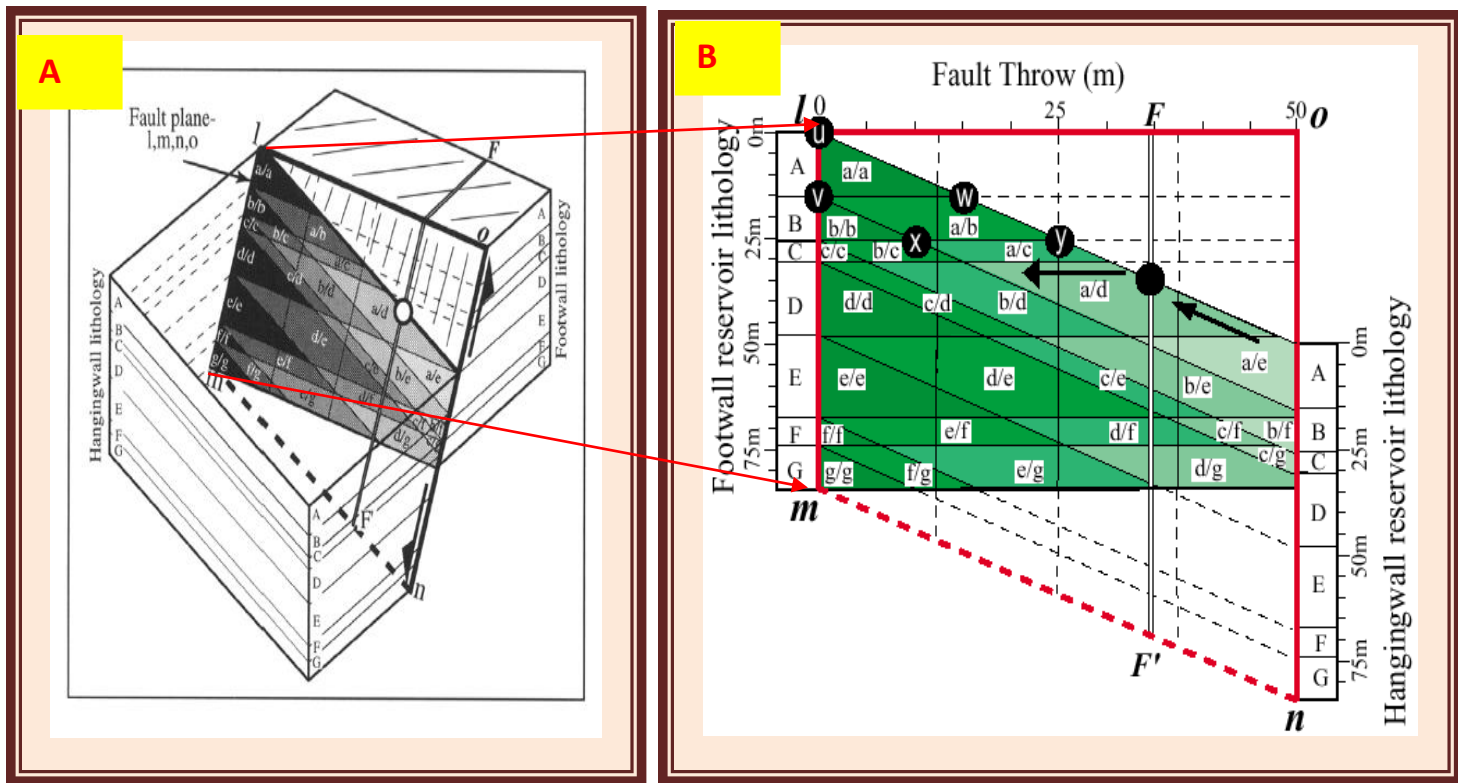 A
Fault plane-
l,m,n,o
l
F
o
a/a
b/b
a/b
c/c
b/c
a/c
d/d
c/d
b/d
a/d
e/e
d/e
c/e
b/e
a/e
f/f
e/f
d/f
g/g
f/g
e/g
d/g
m
F
n
Hangingwall lithology
A
B
C
D
E
F
G
A
B
C
D
E
F
G
A
B
C
D
E
F
G
Footwall lithology
B
Fault Throw (m)
l 0 25 F 50 o
Footwall reservoir lithology
0m
25m
50m
75m
A
B
C
D
E
F
G
u
v
w
x
y
a/a
b/b
a/b
c/c
b/c
a/c
d/d
c/d
b/d
a/d
e/e
d/e
c/e
b/e
a/e
f/f
e/f
d/f
c/f
b/f
g/g
f/g
e/g
d/g
c/g
m
F'
n
0m
25m
50m
75m
A
B
C
D
E
F
G
Hangingwall reservoir lithology